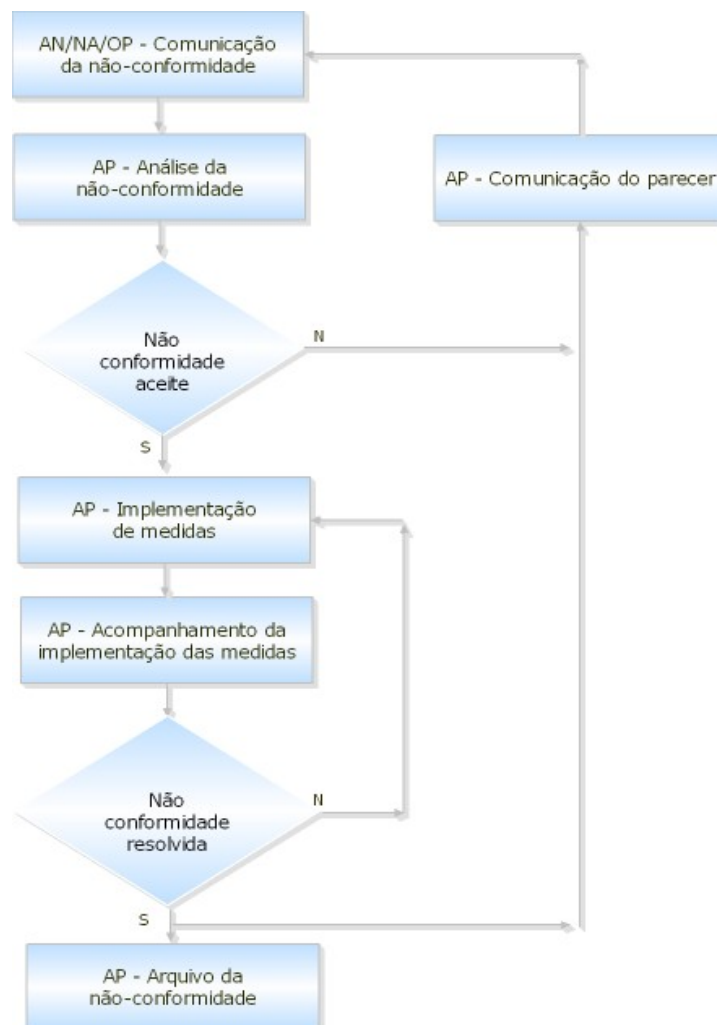 AN/NA/OP - Comunicação
da não-conformidade
AP - Análise da
não-conformidade
AP - Comunicação do parecer
Não
conformidade
aceite
N
S
AP - Implementação
de medidas
AP - Acompanhamento da
implementação das medidas
Não
conformidade
resolvida
N
S
AP - Arquivo da
não-conformidade